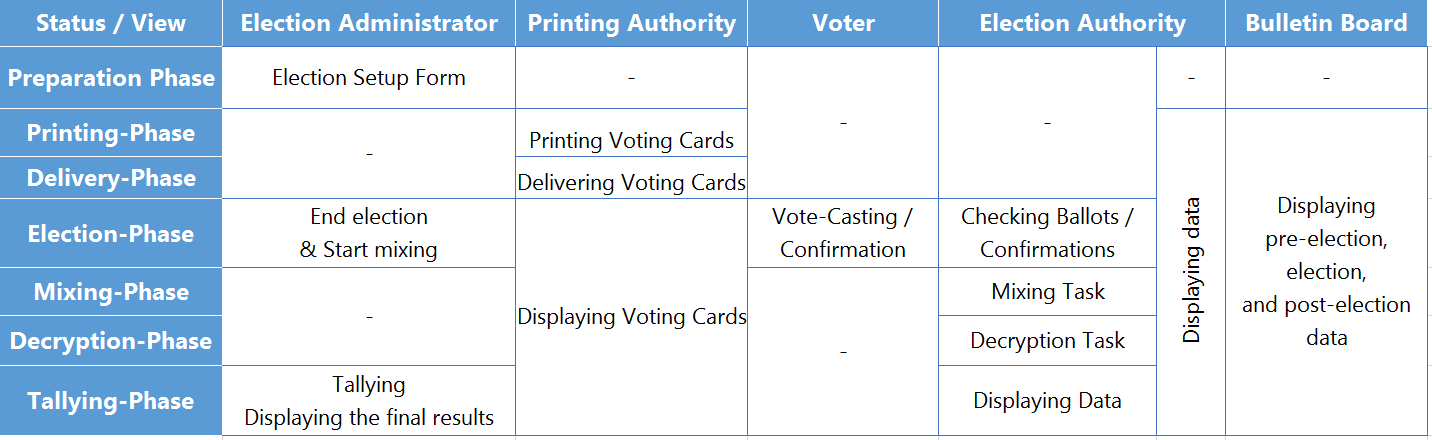 Status / View Election Administrator Printing Authority Voter Election Authority Bulletin Board
Preparation Phase Election Setup Form - - - - -
Printing-Phase - Printing Voting Cards
Delivery-Phase Delivering Voting Cards
Displaying data
Displaying
pre-election,
election,
and post-election
data
Election-Phase End election
& Start mixing
Displaying Voting Cards
Vote-Casting /
Confirmation
Checking Ballots /
Confirmations
Mixing-Phase - - Mixing Task
Decryption-Phase Decryption Task
Tallying-Phase Tallying
Displaying the final results
Displaying Data